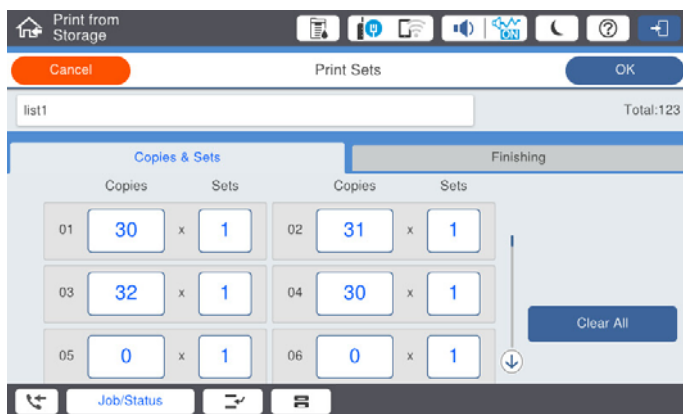 Print from
Storage
ON
Cancel
Print Sets
OK
list1
Total:123
Copies & Sets
Finishing
Copies
Sets
Copies
Sets
01
30
x
1
02
31
x
1
03
32
x
1
04
30
x
1
Clear All
05
0
x
1
06
0
x
1
Job/Status